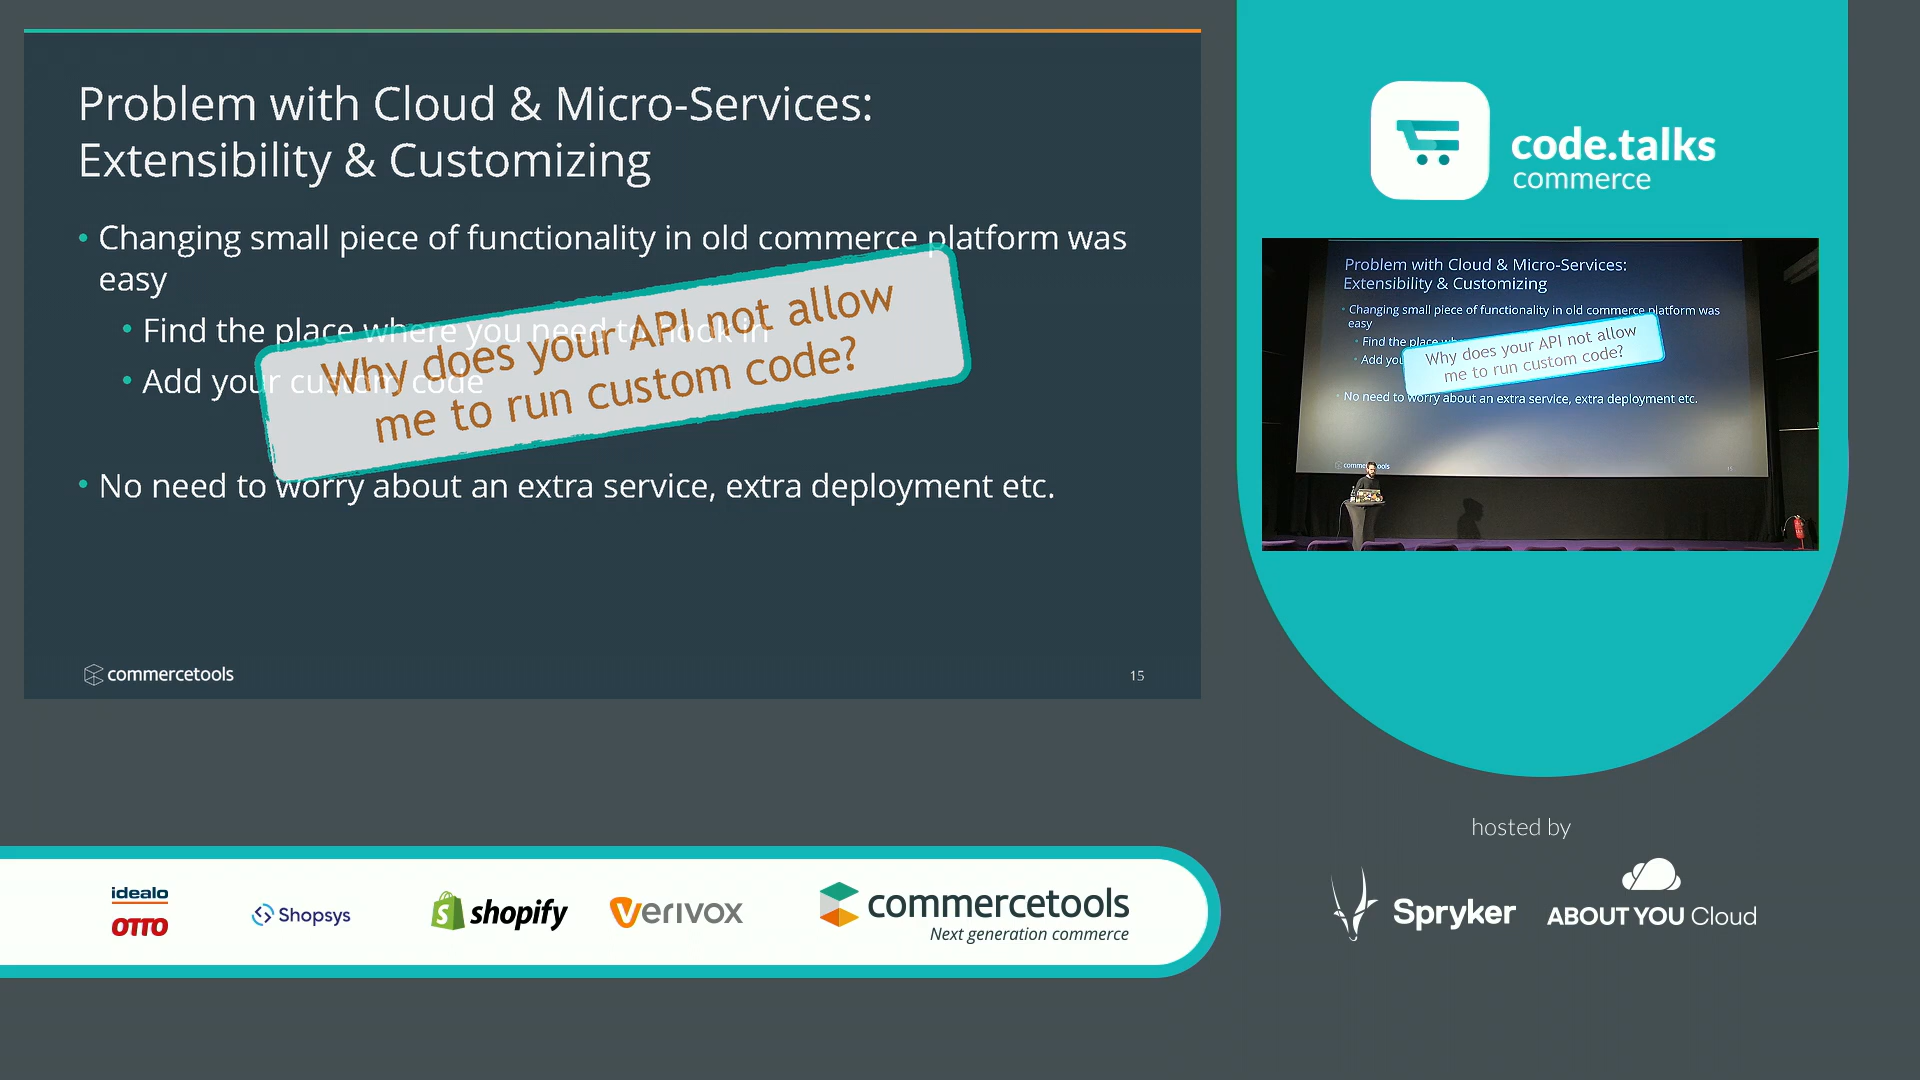 Problem with Cloud & Micro-Services:
Extensibility & Customizing
• Changing small piece of functionality in old commerce platform was
easy
• Find the place where you need to hook in
• Add your custom code
Why does your API not allow
me to run custom code?
• No need to worry about an extra service, extra deployment etc.
commercetools
15
code.talks
commerce
Problem with Cloud & Micro-Services:
Extensibility & Customizing
• Changing small piece of functionality in old commerce platform was
easy
• Find the place
• Add you
Why does your API not allow
me to run custom code?
• No need to worry about an extra service, extra deployment etc.
hosted by
Spryker
ABOUT YOU Cloud
idealo
OTTO
Shopsys
shopify
verivox
commercetools
Next generation commerce